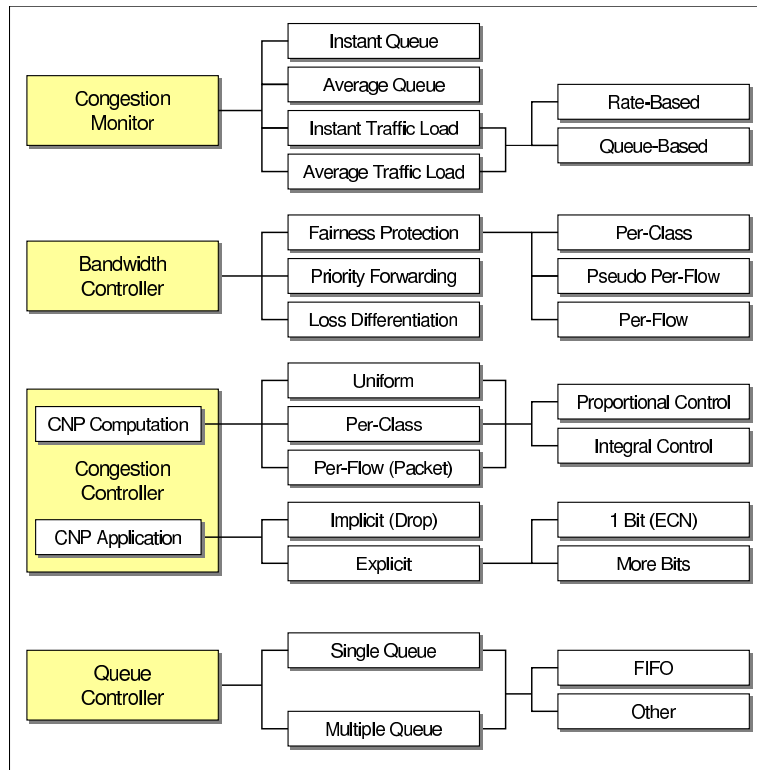 Congestion
Monitor
Instant Queue
Average Queue
Instant Traffic Load
Average Traffic Load
Rate-Based
Queue-Based
Bandwidth
Controller
Fairness Protection
Priority Forwarding
Loss Differentiation
Per-Class
Pseudo Per-Flow
Per-Flow
CNP Computation
Congestion
Controller
CNP Application
Uniform
Per-Class
Per-Flow (Packet)
Proportional Control
Integral Control
Implicit (Drop)
Explicit
1 Bit (ECN)
More Bits
Queue
Controller
Single Queue
Multiple Queue
FIFO
Other